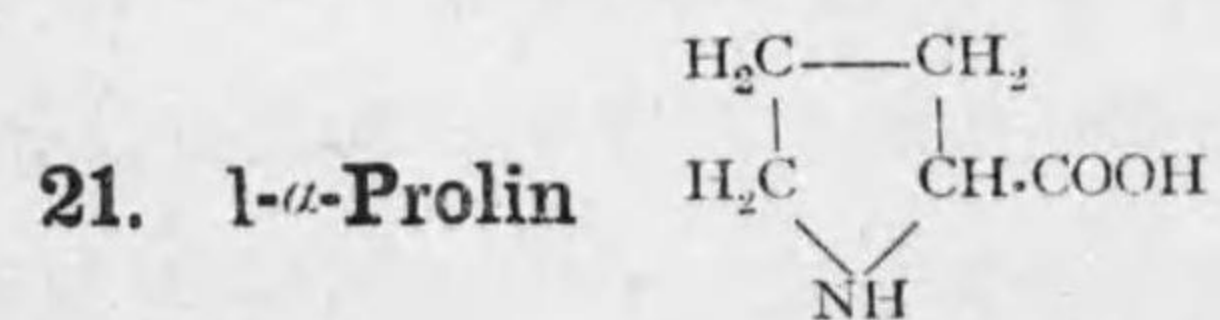 H₂C——CH₂
21. l-α-Prolin H₂C CH.COOH
NH